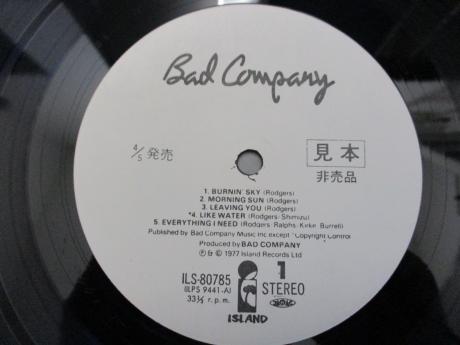 Bad Company
4/5 発売
見本
非売品
1. BURNIN' SKY (Rodgers)
2. MORNING SUN (Rodgers)
3. LEAVING YOU (Rodgers)
*4. LIKE WATER (Rodgers・Shimizu)
5. EVERYTHING I NEED (Rodgers・Ralphs・Kirke・Burrell)
Published by Bad Company Music Inc except *Copyright Control
Produced by BAD COMPANY
℗ & © 1977 Island Records Ltd
ILS-80785
(ILPS 9441-A)
33⅓ r.p.m.
1
STEREO
ISLAND